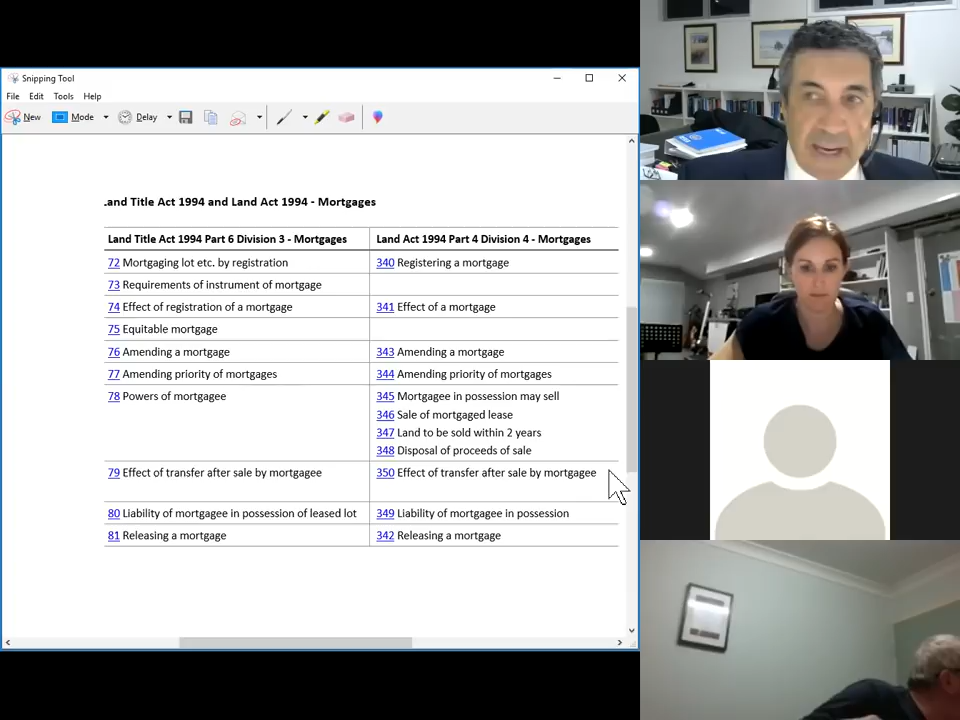 Snipping Tool
File Edit Tools Help
New Mode Delay
.and Title Act 1994 and Land Act 1994 - Mortgages
Land Title Act 1994 Part 6 Division 3 - Mortgages Land Act 1994 Part 4 Division 4 - Mortgages
72 Mortgaging lot etc. by registration 340 Registering a mortgage
73 Requirements of instrument of mortgage
74 Effect of registration of a mortgage 341 Effect of a mortgage
75 Equitable mortgage
76 Amending a mortgage 343 Amending a mortgage
77 Amending priority of mortgages 344 Amending priority of mortgages
78 Powers of mortgagee 345 Mortgagee in possession may sell
346 Sale of mortgaged lease
347 Land to be sold within 2 years
348 Disposal of proceeds of sale
79 Effect of transfer after sale by mortgagee 350 Effect of transfer after sale by mortgagee
80 Liability of mortgagee in possession of leased lot 349 Liability of mortgagee in possession
81 Releasing a mortgage 342 Releasing a mortgage